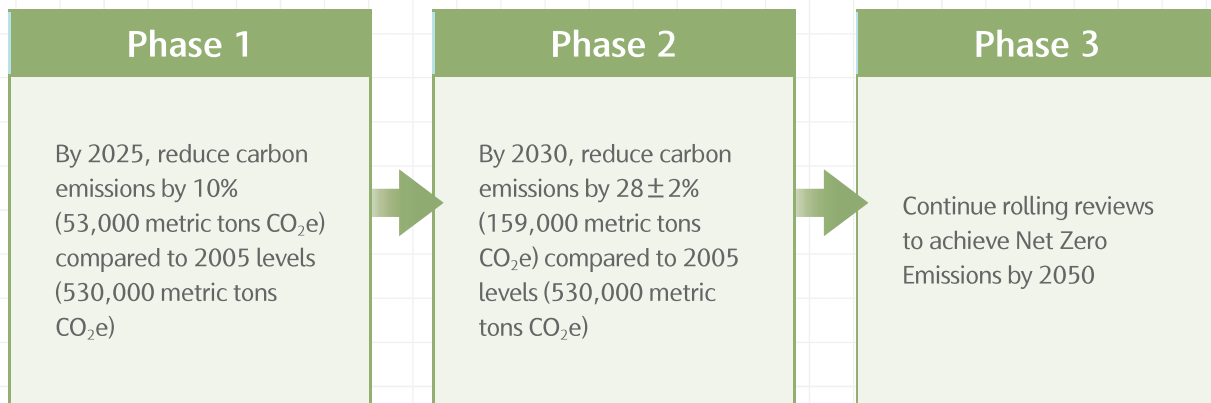 Phase 1
By 2025, reduce carbon
emissions by 10%
(53,000 metric tons CO₂e)
compared to 2005 levels
(530,000 metric tons
CO₂e)
Phase 2
By 2030, reduce carbon
emissions by 28±2%
(159,000 metric tons
CO₂e) compared to 2005
levels (530,000 metric
tons CO₂e)
Phase 3
Continue rolling reviews
to achieve Net Zero
Emissions by 2050